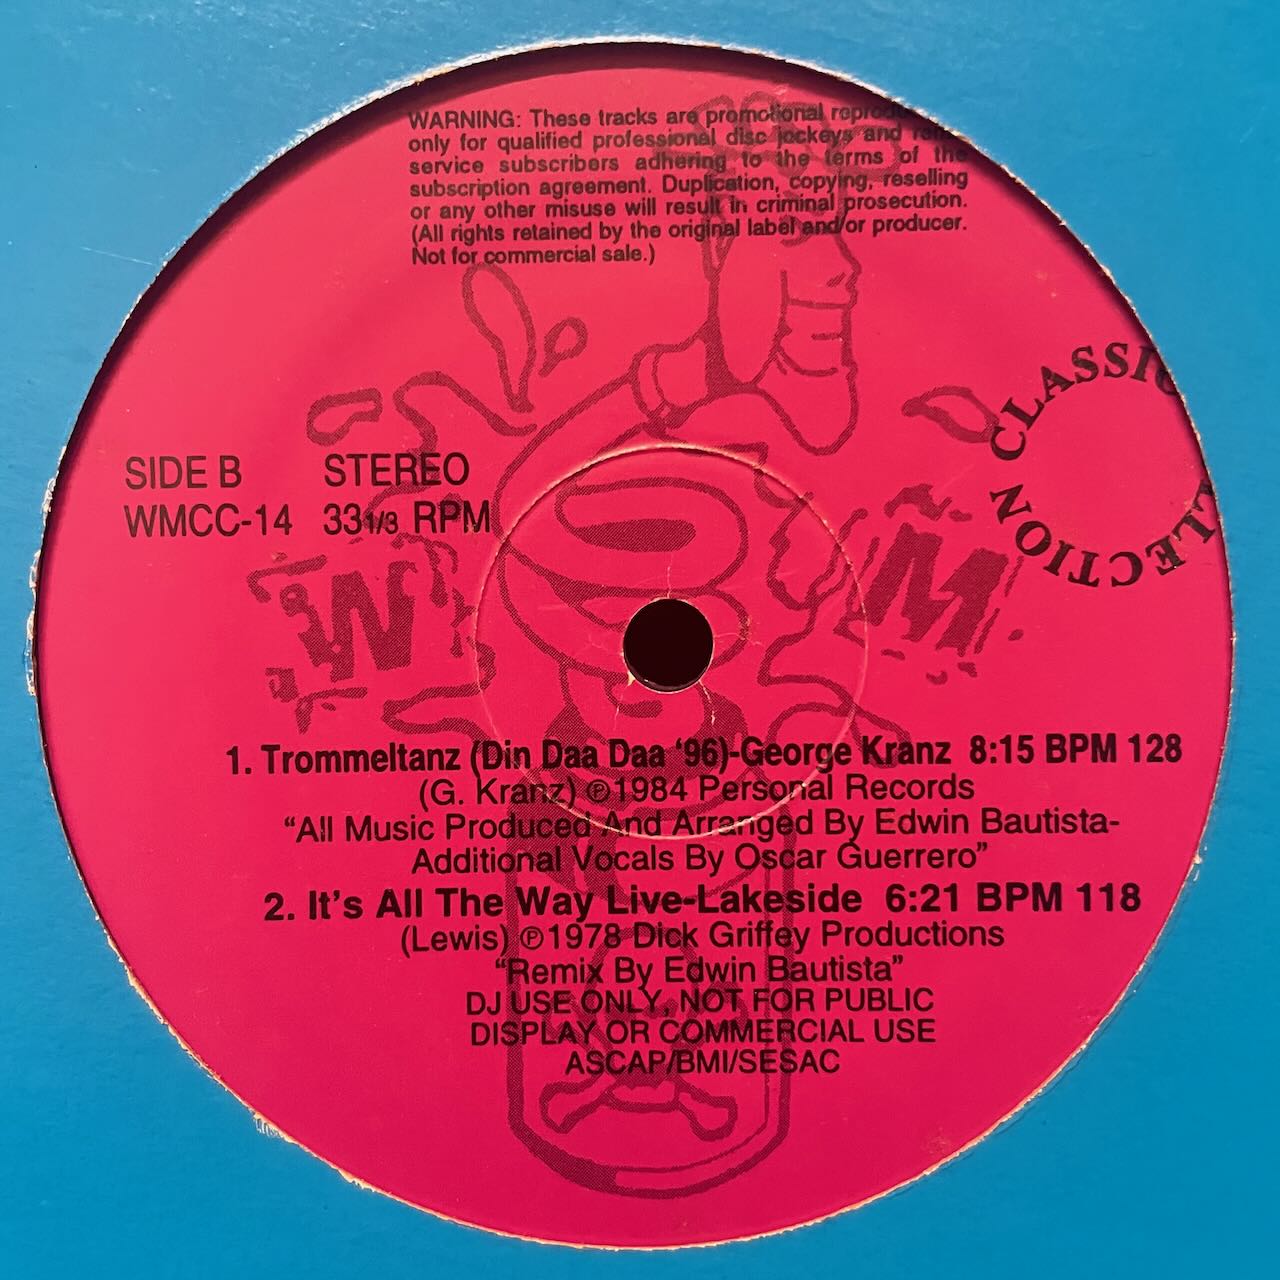 WARNING: These tracks are promotional
only for qualified professional disc jockeys and
service subscribers adhering to the terms of the
subscription agreement. Duplication, copying, reselling
or any other misuse will result in criminal prosecution.
(All rights retained by the original label and/or producer.
Not for commercial sale.)
CLASSIC
COLLECTION
SIDE B STEREO
WMCC-14 33 1/3 RPM
W M
1. Trommeltanz (Din Daa Daa ‘96)-George Kranz 8:15 BPM 128
(G. Kranz) ℗1984 Personal Records
“All Music Produced And Arranged By Edwin Bautista-
Additional Vocals By Oscar Guerrero”
2. It's All The Way Live-Lakeside 6:21 BPM 118
(Lewis) ℗1978 Dick Griffey Productions
“Remix By Edwin Bautista”
DJ USE ONLY, NOT FOR PUBLIC
DISPLAY OR COMMERCIAL USE
ASCAP/BMI/SESAC